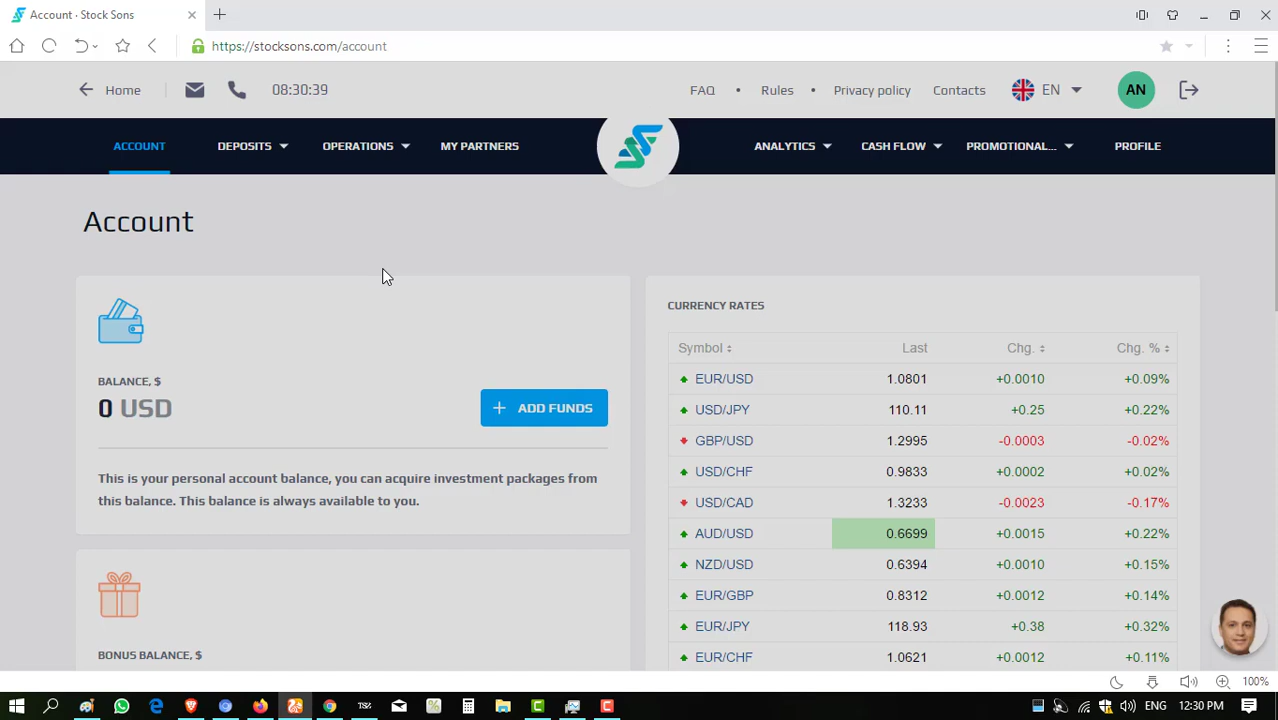 Account · Stock Sons
https://stocksons.com/account
Home
08:30:39
FAQ • Rules • Privacy policy Contacts EN AN
ACCOUNT DEPOSITS OPERATIONS MY PARTNERS ANALYTICS CASH FLOW PROMOTIONAL... PROFILE
Account
BALANCE, $
0 USD
+ ADD FUNDS
This is your personal account balance, you can acquire investment packages from
this balance. This balance is always available to you.
BONUS BALANCE, $
CURRENCY RATES
Symbol Last Chg. Chg. %
EUR/USD 1.0801 +0.0010 +0.09%
USD/JPY 110.11 +0.25 +0.22%
GBP/USD 1.2995 -0.0003 -0.02%
USD/CHF 0.9833 +0.0002 +0.02%
USD/CAD 1.3233 -0.0023 -0.17%
AUD/USD 0.6699 +0.0015 +0.22%
NZD/USD 0.6394 +0.0010 +0.15%
EUR/GBP 0.8312 +0.0012 +0.14%
EUR/JPY 118.93 +0.38 +0.32%
EUR/CHF 1.0621 +0.0012 +0.11%
100%
ENG 12:30 PM